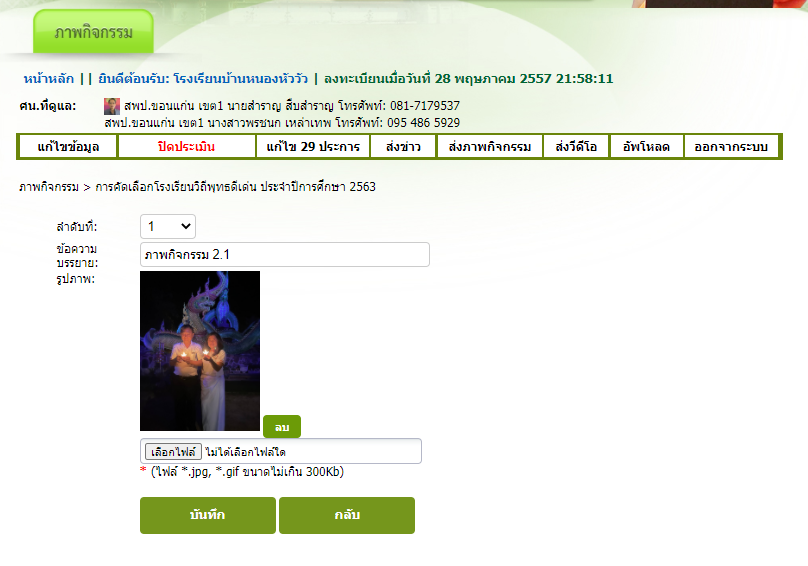 ภาพกิจกรรม
หน้าหลัก || ยินดีต้อนรับ: โรงเรียนบ้านหนองหัววัว | ลงทะเบียนเมื่อวันที่ 28 พฤษภาคม 2557 21:58:11
ศน.ที่ดูแล: สพป.ขอนแก่น เขต1 นายสำราญ สืบสำราญ โทรศัพท์: 081-7179537
สพป.ขอนแก่น เขต1 นางสาวพรชนก เหล่าเทพ โทรศัพท์: 095 486 5929
แก้ไขข้อมูล ปิดประเมิน แก้ไข 29 ประการ ส่งข่าว ส่งภาพกิจกรรม ส่งวีดีโอ อัพโหลด ออกจากระบบ
ภาพกิจกรรม > การคัดเลือกโรงเรียนวิถีพุทธดีเด่น ประจำปีการศึกษา 2563
ลำดับที่: 1
ข้อความ
บรรยาย: ภาพกิจกรรม 2.1
รูปภาพ:
ลบ
เลือกไฟล์ ไม่ได้เลือกไฟล์ใด
* (ไฟล์ *.jpg, *.gif ขนาดไม่เกิน 300Kb)
บันทึก กลับ